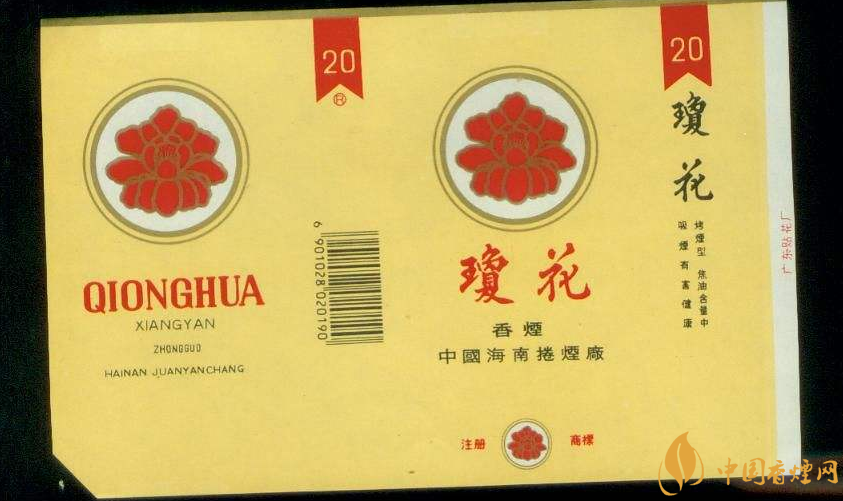 20
R
QIONGHUA
XIANGYAN
ZHONGGUO
HAINAN JUANYANCHANG
6 901028 020190
瓊花
香煙
中國海南捲煙廠
注册 商标
20
瓊花
烤煙型 焦油含量中
吸煙有害健康
广东贴花厂
中国香烟网